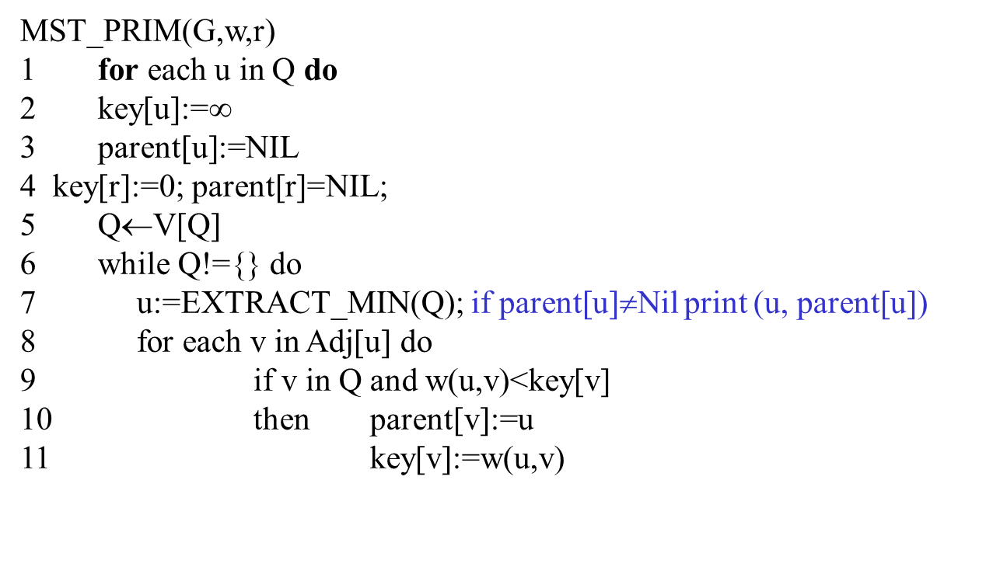 MST_PRIM(G,w,r)
1 for each u in Q do
2 key[u]:=∞
3 parent[u]:=NIL
4 key[r]:=0; parent[r]=NIL;
5 Q←V[Q]
6 while Q!={} do
7 u:=EXTRACT_MIN(Q); if parent[u]≠Nil print (u, parent[u])
8 for each v in Adj[u] do
9 if v in Q and w(u,v)<key[v]
10 then parent[v]:=u
11 key[v]:=w(u,v)